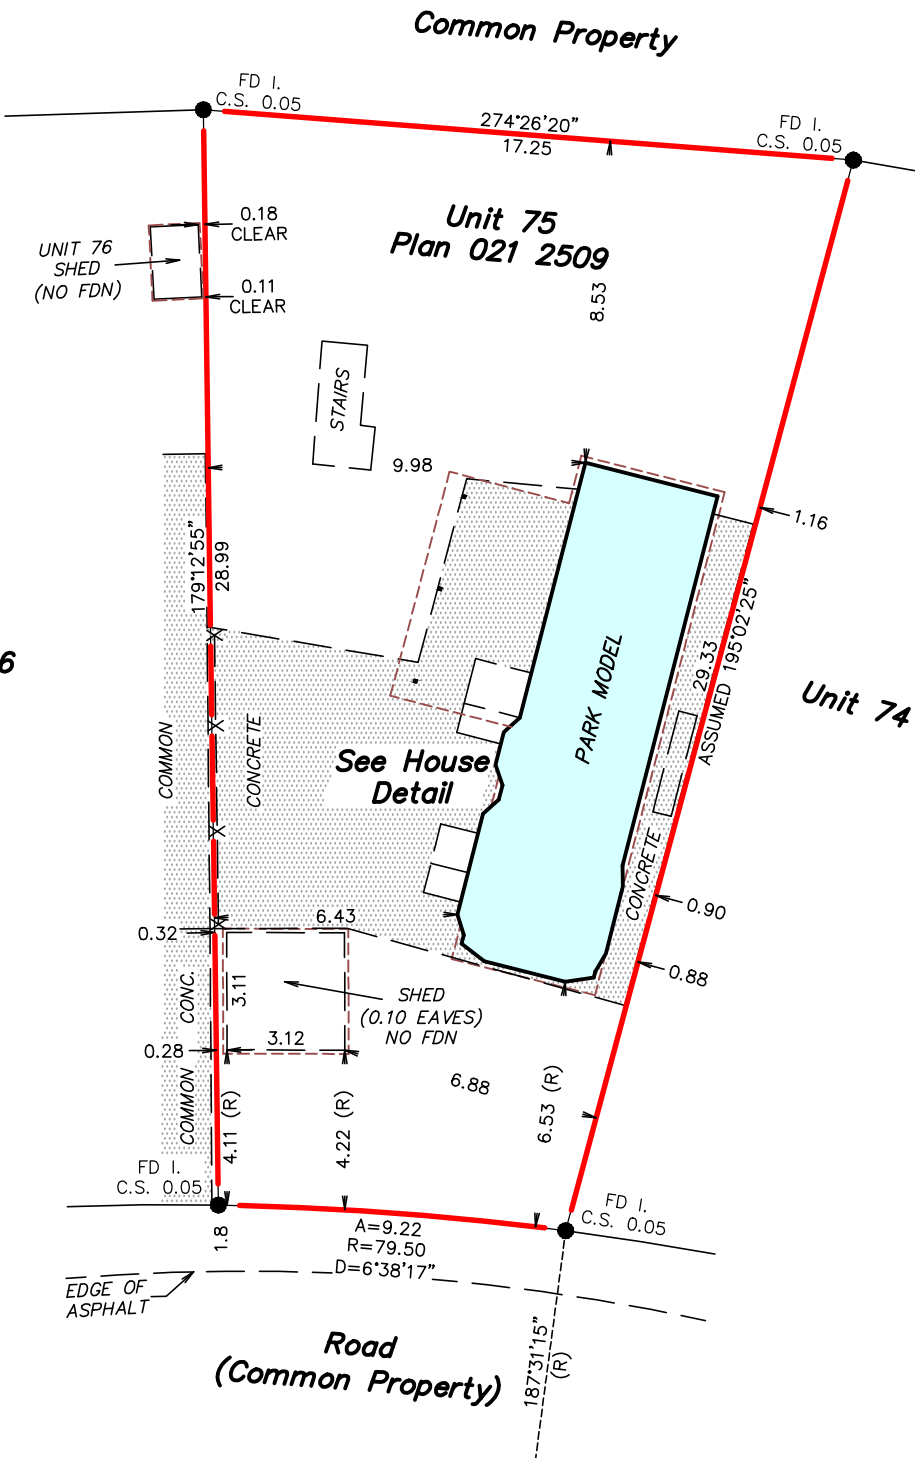 Common Property
FD I.
C.S. 0.05
274°26'20"
17.25
FD I.
C.S. 0.05
0.18
CLEAR
Unit 75
Plan 021 2509
UNIT 76
SHED
(NO FDN)
0.11
CLEAR
8.53
STAIRS
9.98
1.16
179°12'55"
28.99
ASSUMED 195°02'25"
29.33
6
Unit 74
PARK MODEL
COMMON
CONCRETE
See House
Detail
CONCRETE
0.90
6.43
0.32
0.88
3.11
CONC.
SHED
(0.10 EAVES)
NO FDN
3.12
0.28
6.88
COMMON
4.11 (R)
4.22 (R)
6.53 (R)
FD I.
C.S. 0.05
FD I.
C.S. 0.05
1.8
A=9.22
R=79.50
D=6°38'17"
EDGE OF
ASPHALT
Road
(Common Property)
187°31'15"
(R)